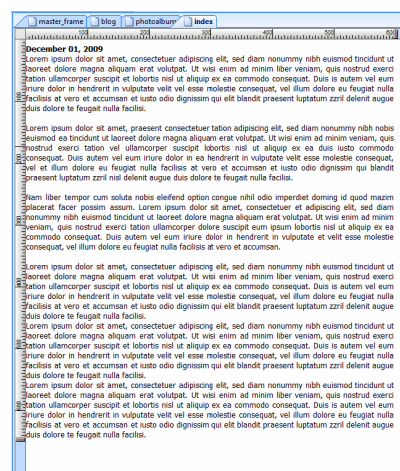 master_frame blog photoalbum index
100 200 300 400 500 600
December 01, 2009
Lorem ipsum dolor sit amet, consectetuer adipiscing elit, sed diam nonummy nibh euismod tincidunt ut
laoreet dolore magna aliquam erat volutpat. Ut wisi enim ad minim liber veniam, quis nostrud exerci
tation ullamcorper suscipit et lobortis nisl ut aliquip ex ea commodo consequat. Duis is autem vel eum
iriure dolor in hendrerit in vulputate velit vel esse molestie consequat, vel illum dolore eu feugiat nulla
facilisis at vero et accumsan et iusto odio dignissim qui elit blandit praesent luptatum zzril delenit augue
duis dolore te feugait nulla facilisi.
Lorem ipsum dolor sit amet, praesent consectetuer tation adipiscing elit, sed diam nonummy nibh nobis
euismod ea tincidunt ut laoreet dolore magna aliquam erat volutpat. Ut wisi enim ad minim veniam, quis
nostrud exerci tation vel ullamcorper suscipit lobortis nisl ut aliquip ex ea duis iusto commodo
consequat. Duis autem vel eum iriure dolor in ea hendrerit in vulputate velit esse molestie consequat,
vel et illum dolore eu feugiat nulla facilisis at vero et accumsan et iusto odio dignissim qui blandit
praesent luptatum zzril nisl delenit augue duis dolore te feugait nulla facilisi.
Nam liber tempor cum soluta nobis eleifend option congue nihil odio imperdiet doming id quod mazim
placerat facer possim assum. Lorem ipsum dolor sit amet, consectetuer et adipiscing elit, sed diam
nonummy nibh euismod tincidunt ut laoreet dolore magna aliquam erat volutpat. Ut wisi enim ad minim
veniam, quis nostrud exerci tation ullamcorper dolore suscipit eum ipsum lobortis nisl ut aliquip ex ea
commodo consequat. Duis autem vel eum iriure dolor in hendrerit in vulputate et velit esse molestie
consequat, vel illum dolore eu feugiat nulla facilisis at vero et accumsan.
Lorem ipsum dolor sit amet, consectetuer adipiscing elit, sed diam nonummy nibh euismod tincidunt ut
laoreet dolore magna aliquam erat volutpat. Ut wisi enim ad minim liber veniam, quis nostrud exerci
tation ullamcorper suscipit et lobortis nisl ut aliquip ex ea commodo consequat. Duis is autem vel eum
iriure dolor in hendrerit in vulputate velit vel esse molestie consequat, vel illum dolore eu feugiat nulla
facilisis at vero et accumsan et iusto odio dignissim qui elit blandit praesent luptatum zzril delenit augue
duis dolore te feugait nulla facilisi.
Lorem ipsum dolor sit amet, consectetuer adipiscing elit, sed diam nonummy nibh euismod tincidunt ut
laoreet dolore magna aliquam erat volutpat. Ut wisi enim ad minim liber veniam, quis nostrud exerci
tation ullamcorper suscipit et lobortis nisl ut aliquip ex ea commodo consequat. Duis is autem vel eum
iriure dolor in hendrerit in vulputate velit vel esse molestie consequat, vel illum dolore eu feugiat nulla
facilisis at vero et accumsan et iusto odio dignissim qui elit blandit praesent luptatum zzril delenit augue
duis dolore te feugait nulla facilisi.
Lorem ipsum dolor sit amet, consectetuer adipiscing elit, sed diam nonummy nibh euismod tincidunt ut
laoreet dolore magna aliquam erat volutpat. Ut wisi enim ad minim liber veniam, quis nostrud exerci
tation ullamcorper suscipit et lobortis nisl ut aliquip ex ea commodo consequat. Duis is autem vel eum
iriure dolor in hendrerit in vulputate velit vel esse molestie consequat, vel illum dolore eu feugiat nulla
facilisis at vero et accumsan et iusto odio dignissim qui elit blandit praesent luptatum zzril delenit augue
duis dolore te feugait nulla facilisi.